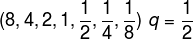 (8, 4, 2, 1, 1/2, 1/4, 1/8) q = 1/2